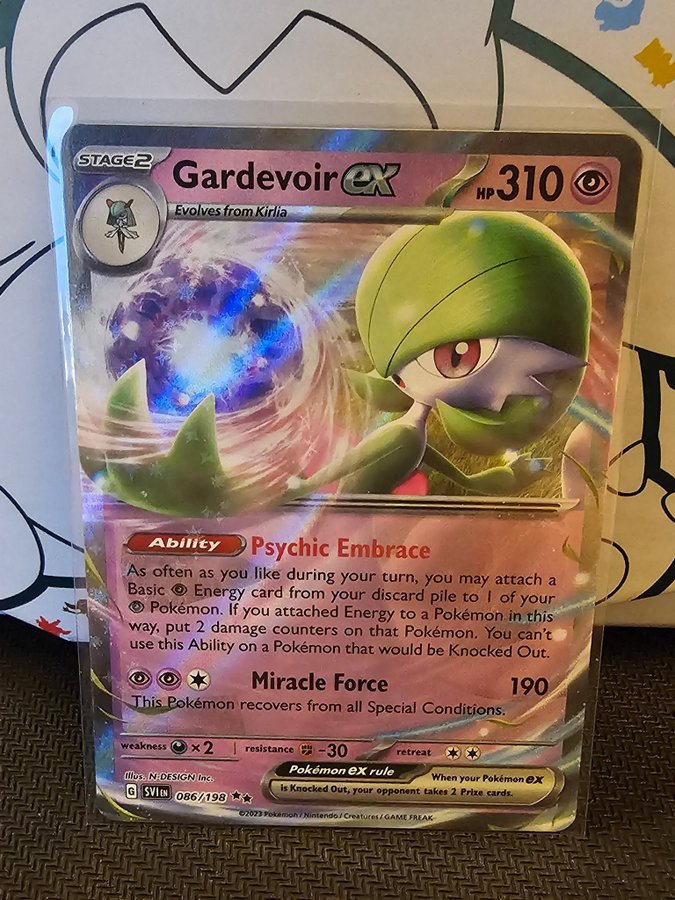 STAGE2
Gardevoir ex
HP 310
Evolves from Kirlia
Ability Psychic Embrace
As often as you like during your turn, you may attach a
Basic Energy card from your discard pile to 1 of your
Pokémon. If you attached Energy to a Pokémon in this
way, put 2 damage counters on that Pokémon. You can't
use this Ability on a Pokémon that would be Knocked Out.
Miracle Force 190
This Pokémon recovers from all Special Conditions.
weakness ×2 resistance -30 retreat
Illus. N-DESIGN Inc.
Pokémon ex rule
When your Pokémon ex
is Knocked Out, your opponent takes 2 Prize cards.
G SVI EN 086/198 ★★
©2023 Pokémon / Nintendo / Creatures / GAME FREAK